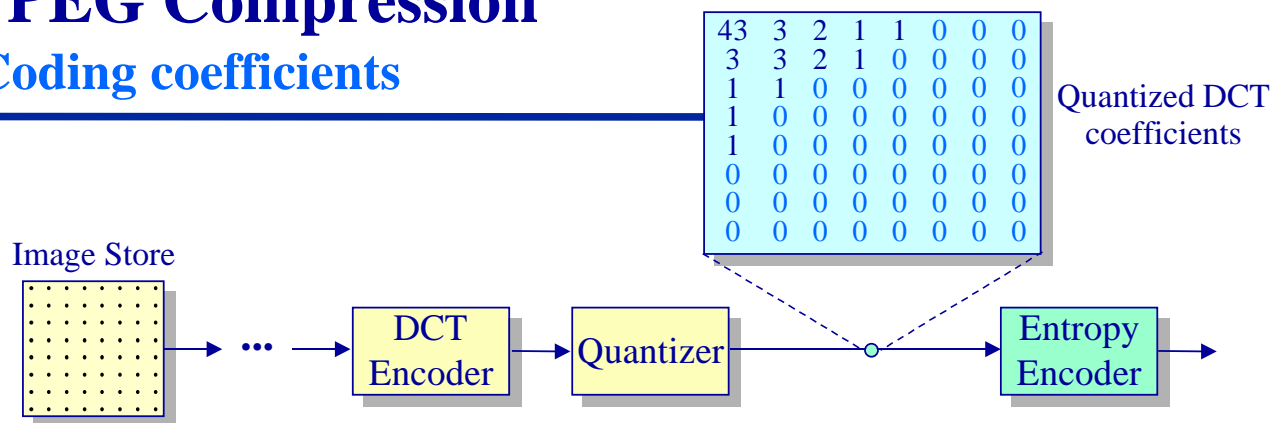 PEG Compression
Coding coefficients
43 3 2 1 1 0 0 0
3 3 2 1 0 0 0 0
1 1 0 0 0 0 0 0
1 0 0 0 0 0 0 0
1 0 0 0 0 0 0 0
0 0 0 0 0 0 0 0
0 0 0 0 0 0 0 0
0 0 0 0 0 0 0 0
Quantized DCT
coefficients
Image Store
...
DCT
Encoder
Quantizer
Entropy
Encoder